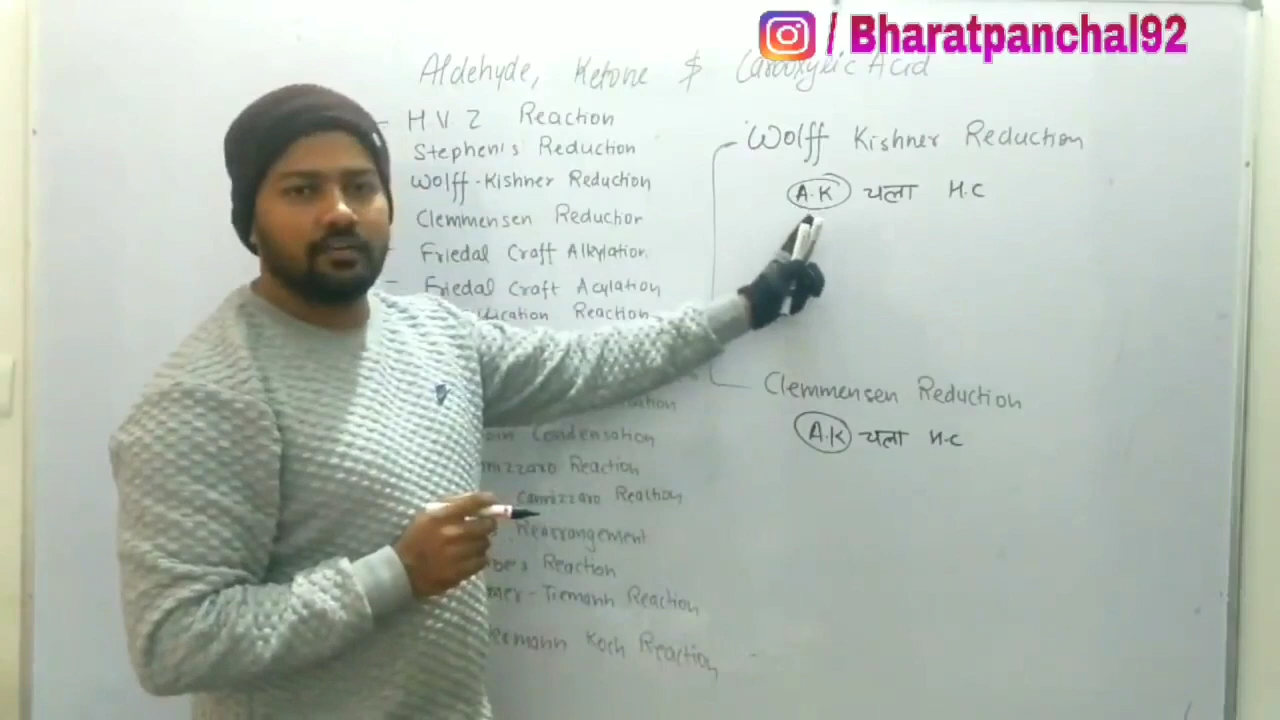 / Bharatpanchal92
Aldehyde, Ketone $ Carboxylic Acid
- H V Z Reaction
Stephen's Reduction
Wolff-Kishner Reduction
Clemmensen Reduction
- Friedal Craft Alkylation
- Friedal Craft Acylation
Reaction
Condensation
Reaction
Cannizzaro Reaction
Rearrangement
Reaction
Tiemann Reaction
Koch Reaction
Wolff Kishner Reduction
A.K चला H.C
Clemmensen Reduction
A.K चला H.C